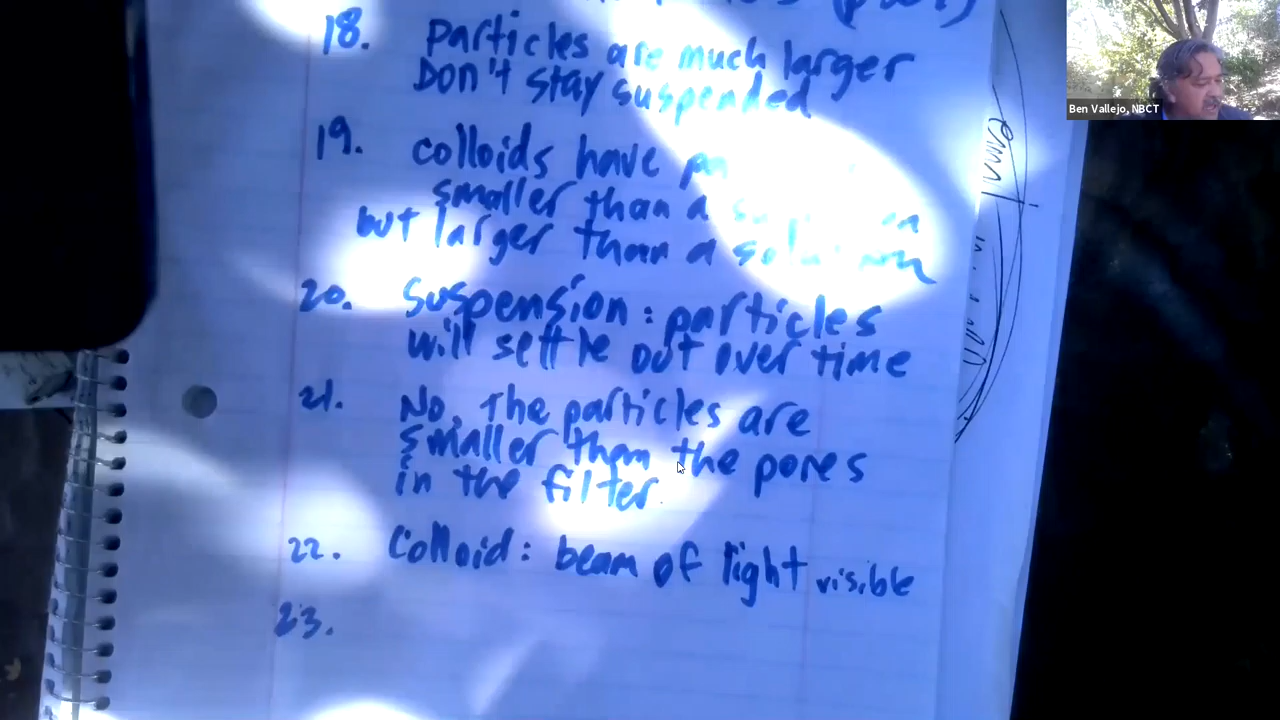 18. Particles are much larger
Don't stay suspended
19. colloids have
smaller than a
but larger than a solution
20. Suspension: particles
will settle out over time
21. No, the particles are
smaller than the pores
in the filter.
22. Colloid: beam of light visible
23.
Ben Vallejo, NBCT